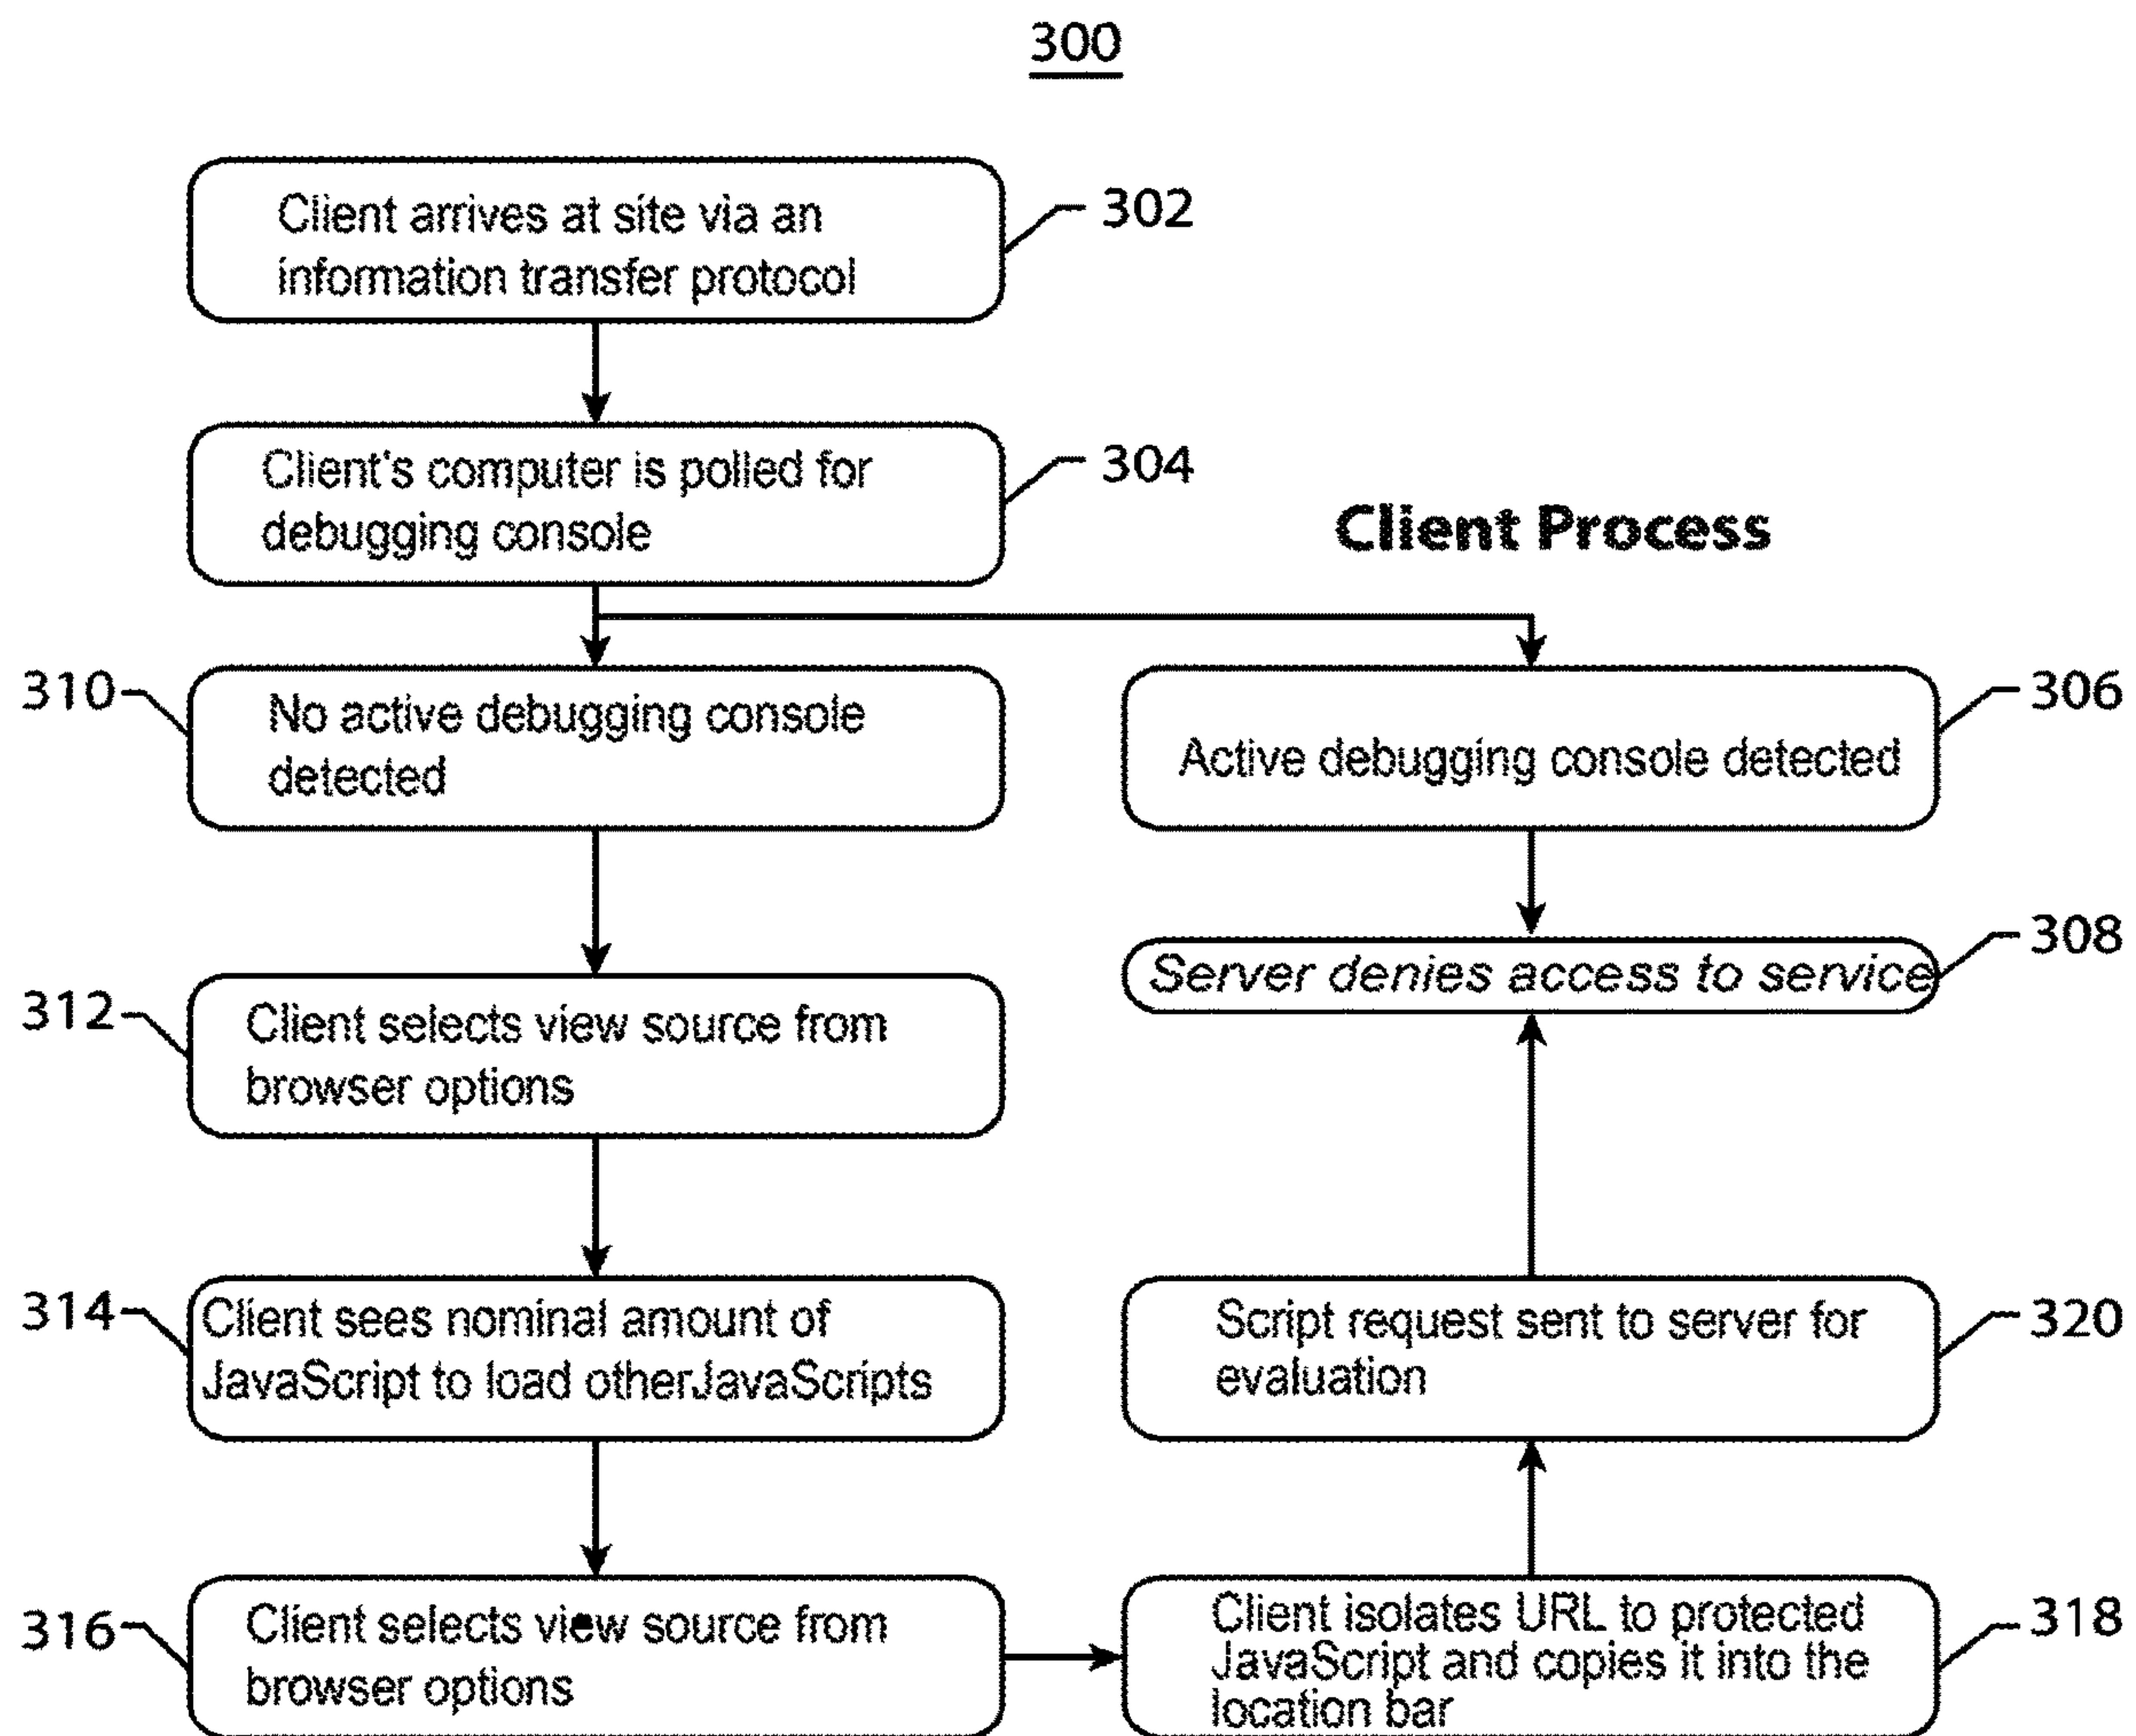 300
Client arrives at site via an
information transfer protocol
302
Client's computer is polled for
debugging console
304
Client Process
310
No active debugging console
detected
Active debugging console detected
306
Server denies access to service
308
312
Client selects view source from
browser options
314
Client sees nominal amount of
JavaScript to load otherJavaScripts
Script request sent to server for
evaluation
320
316
Client selects view source from
browser options
Client isolates URL to protected
JavaScript and copies it into the
location bar
318